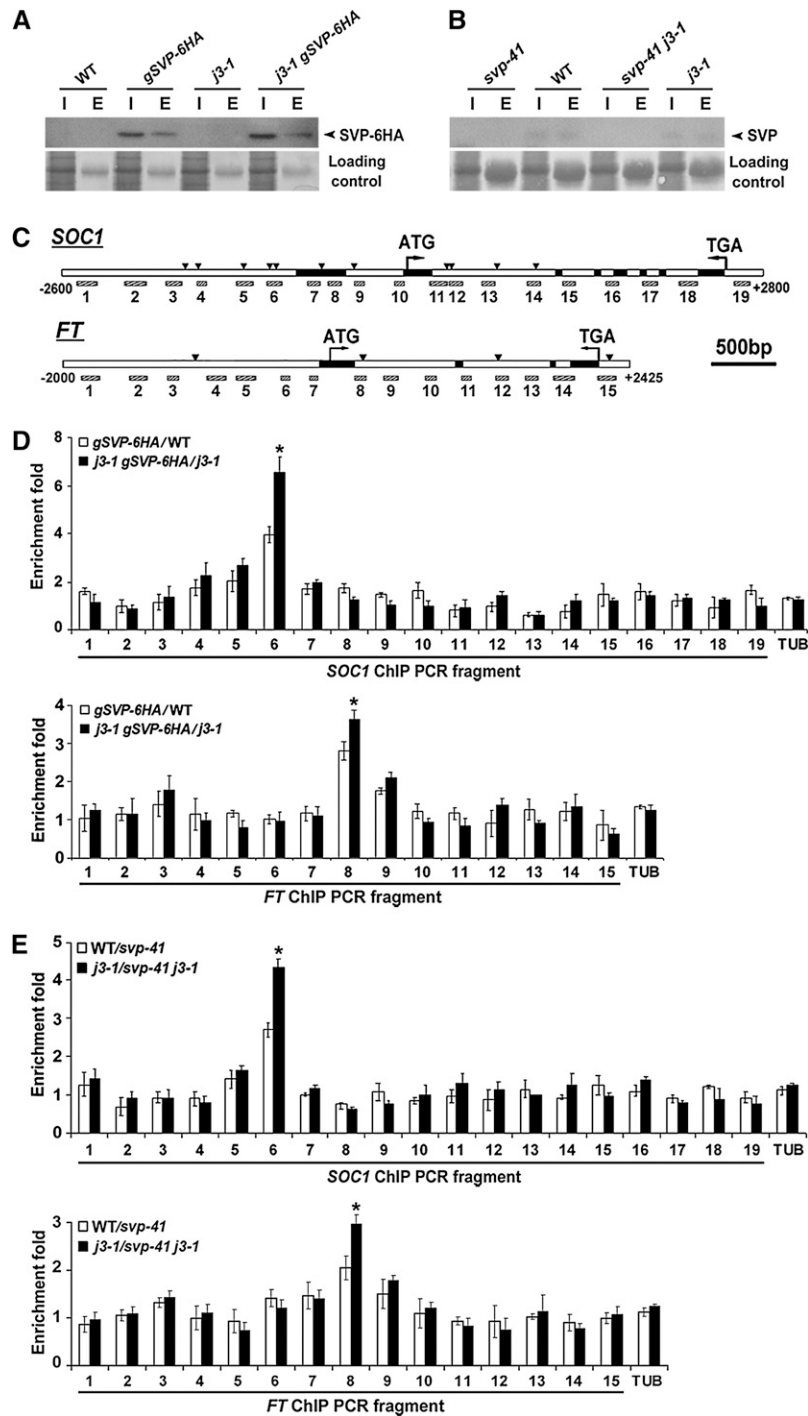 A
WT gSVP-6HA j3-1 j3-1 gSVP-6HA
I E I E I E I E
SVP-6HA
Loading control
B
svp-41 WT svp-41 j3-1 j3-1
I E I E I E I E
SVP
Loading control
C
SOC1
ATG TGA
-2600 +2800
1 2 3 4 5 6 7 8 9 10 11 12 13 14 15 16 17 18 19
FT
ATG TGA
500bp
-2000 +2425
1 2 3 4 5 6 7 8 9 10 11 12 13 14 15
D
gSVP-6HA/WT
j3-1 gSVP-6HA/j3-1
*
Enrichment fold
8
6
4
2
0
1 2 3 4 5 6 7 8 9 10 11 12 13 14 15 16 17 18 19 TUB
SOC1 ChIP PCR fragment
gSVP-6HA/WT
j3-1 gSVP-6HA/j3-1
*
Enrichment fold
4
3
2
1
0
1 2 3 4 5 6 7 8 9 10 11 12 13 14 15 TUB
FT ChIP PCR fragment
E
WT/svp-41
j3-1/svp-41 j3-1
*
Enrichment fold
5
4
3
2
1
0
1 2 3 4 5 6 7 8 9 10 11 12 13 14 15 16 17 18 19 TUB
SOC1 ChIP PCR fragment
WT/svp-41
j3-1/svp-41 j3-1
*
Enrichment fold
3
2
1
0
1 2 3 4 5 6 7 8 9 10 11 12 13 14 15 TUB
FT ChIP PCR fragment